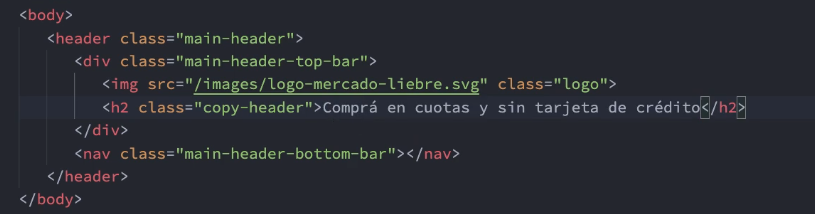 <body>
<header class="main-header">
<div class="main-header-top-bar">
<img src="/images/logo-mercado-liebre.svg" class="logo">
<h2 class="copy-header">Comprá en cuotas y sin tarjeta de crédito</h2>
</div>
<nav class="main-header-bottom-bar"></nav>
</header>
</body>